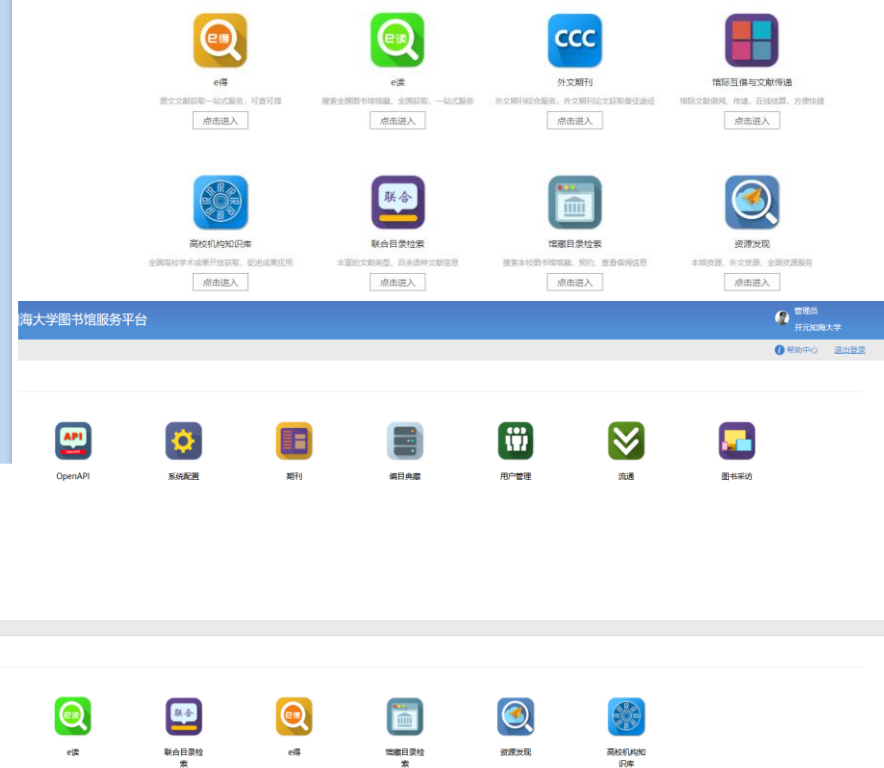 e得
e读
CCC
e得
e读
外文期刊
馆际互借与文献传递
原文文献获取一站式服务，可查可得
搜索全国图书馆馆藏、全国获取、一站式服务
外文期刊综合服务、外文期刊论文获取最佳途径
馆际文献借阅、传递、在线结算、方便快捷
点击进入
点击进入
点击进入
点击进入
联合
高校机构知识库
联合目录检索
馆藏目录检索
资源发现
全国高校学术成果开放获取、促进成果应用
丰富的文献类型、百余语种文献信息
搜索本校图书馆馆藏、预约、查看借阅信息
本馆资源、外文资源、全国资源服务
点击进入
点击进入
点击进入
点击进入
海大学图书馆服务平台
管理员
开元知海大学
帮助中心
退出登录
API
OpenAPI
系统配置
期刊
编目典藏
用户管理
流通
图书采访
e读
联合
e得
e读
联合目录检
索
e得
馆藏目录检
索
资源发现
高校机构知
识库